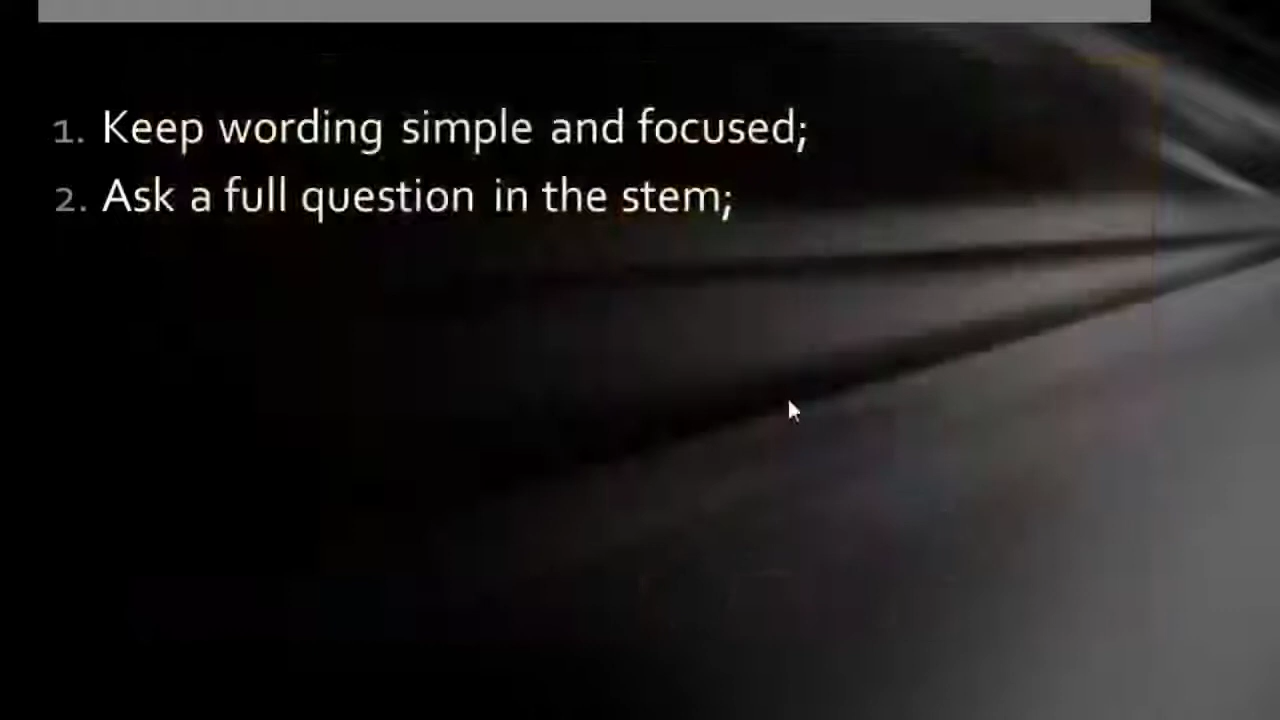 1. Keep wording simple and focused;
2. Ask a full question in the stem;